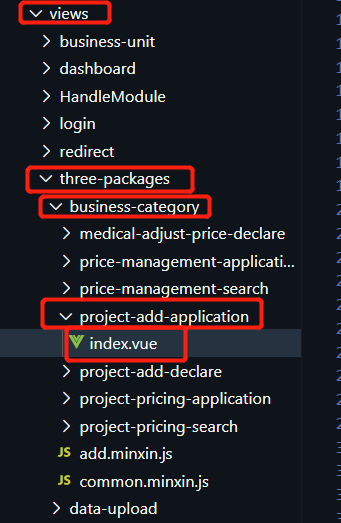 views
business-unit
dashboard
HandleModule
login
redirect
three-packages
business-category
medical-adjust-price-declare
price-management-applicati...
price-management-search
project-add-application
index.vue
project-add-declare
project-pricing-application
project-pricing-search
JS add.minxin.js
JS common.minxin.js
data-upload